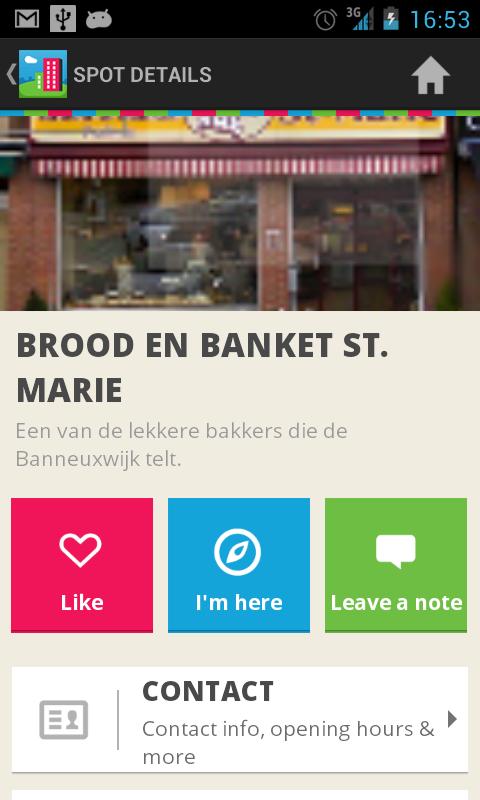 3G
16:53
SPOT DETAILS
BROOD EN BANKET ST.
MARIE
Een van de lekkere bakkers die de
Banneuxwijk telt.
Like
I'm here
Leave a note
CONTACT
Contact info, opening hours &
more